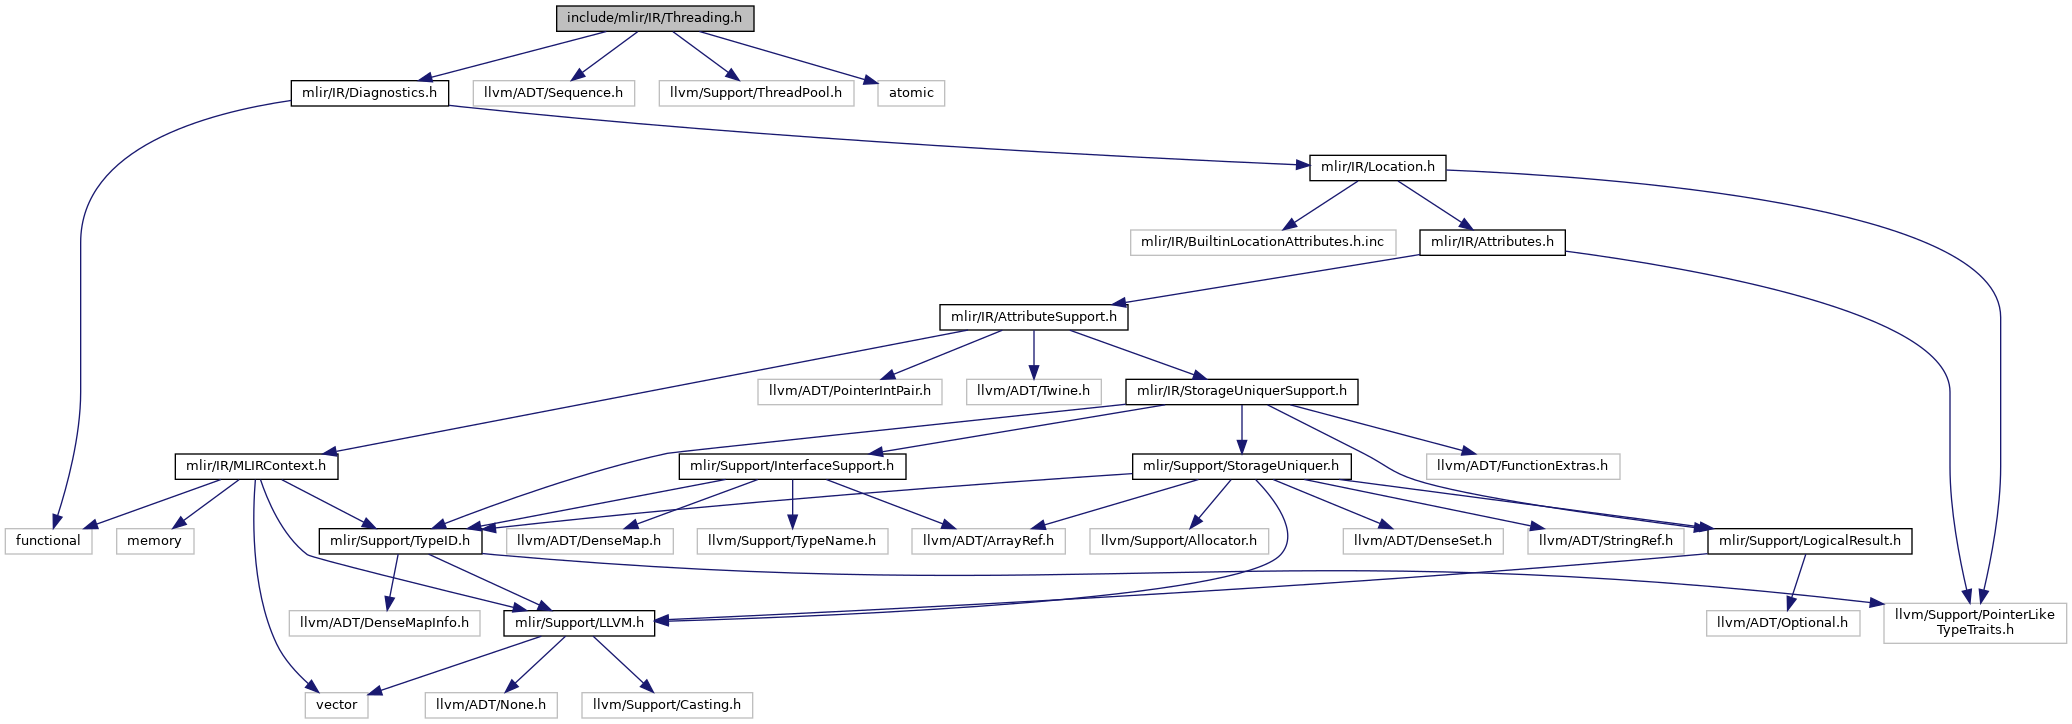 include/mlir/IR/Threading.h
mlir/IR/Diagnostics.h
llvm/ADT/Sequence.h
llvm/Support/ThreadPool.h
atomic
mlir/IR/Location.h
mlir/IR/BuiltinLocationAttributes.h.inc
mlir/IR/Attributes.h
mlir/IR/AttributeSupport.h
llvm/ADT/PointerIntPair.h
llvm/ADT/Twine.h
mlir/IR/StorageUniquerSupport.h
mlir/IR/MLIRContext.h
mlir/Support/InterfaceSupport.h
mlir/Support/StorageUniquer.h
llvm/ADT/FunctionExtras.h
functional
memory
mlir/Support/TypeID.h
llvm/ADT/DenseMap.h
llvm/Support/TypeName.h
llvm/ADT/ArrayRef.h
llvm/Support/Allocator.h
llvm/ADT/DenseSet.h
llvm/ADT/StringRef.h
mlir/Support/LogicalResult.h
llvm/ADT/DenseMapInfo.h
mlir/Support/LLVM.h
llvm/ADT/Optional.h
llvm/Support/PointerLike
TypeTraits.h
vector
llvm/ADT/None.h
llvm/Support/Casting.h